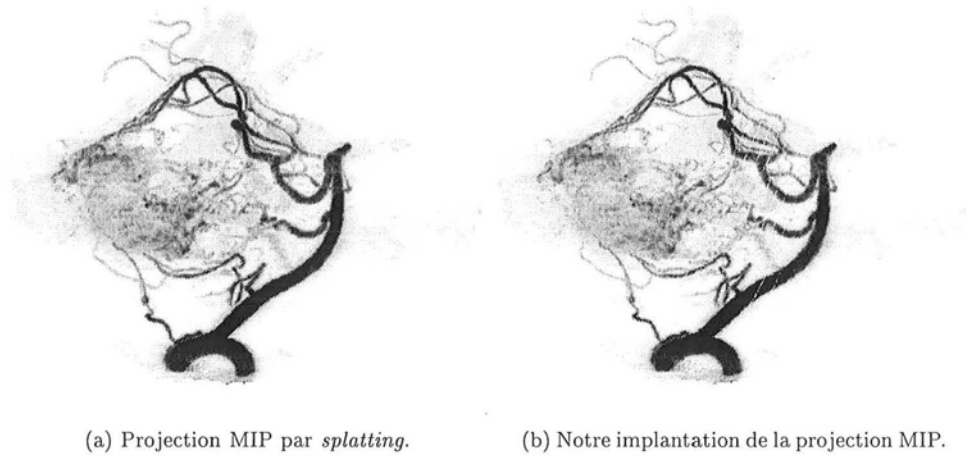 (a) Projection MIP par splatting.
(b) Notre implantation de la projection MIP.